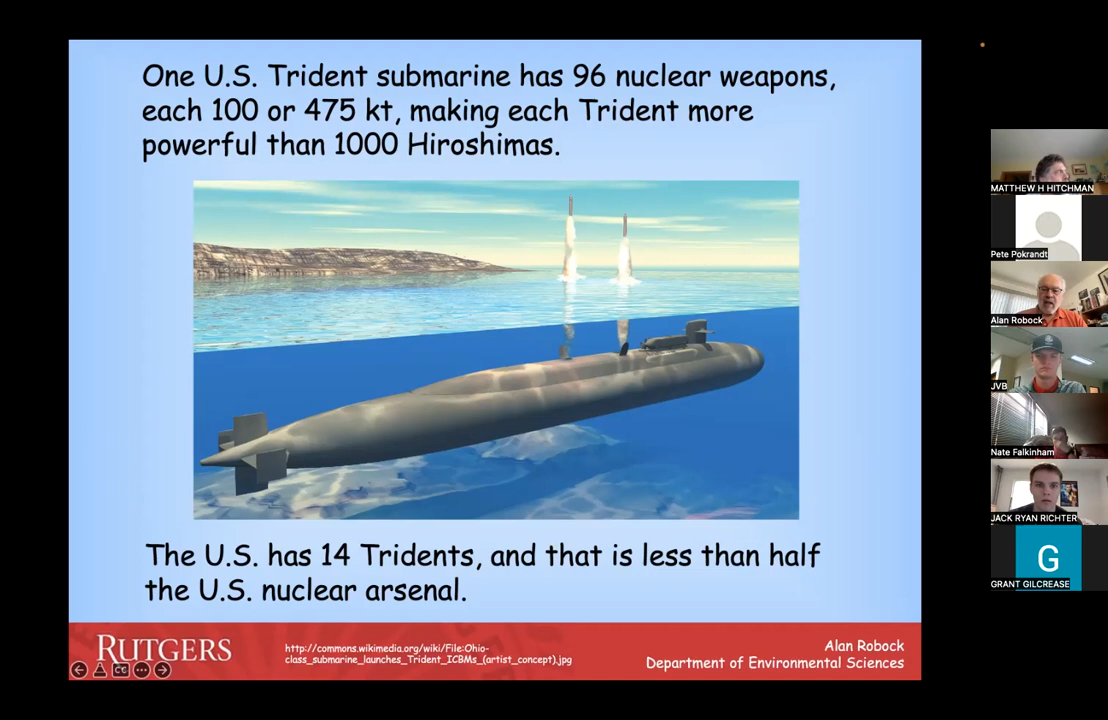 One U.S. Trident submarine has 96 nuclear weapons,
each 100 or 475 kt, making each Trident more
powerful than 1000 Hiroshimas.
The U.S. has 14 Tridents, and that is less than half
the U.S. nuclear arsenal.
RUTGERS
http://commons.wikimedia.org/wiki/File:Ohio-
class_submarine_launches_Trident_ICBMs_(artist_concept).jpg
Alan Robock
Department of Environmental Sciences
CC
MATTHEW H HITCHMAN
Pete Pokrandt
Alan Robock
JVB
Nate Falkinham
JACK RYAN RICHTER
G
GRANT GILCREASE